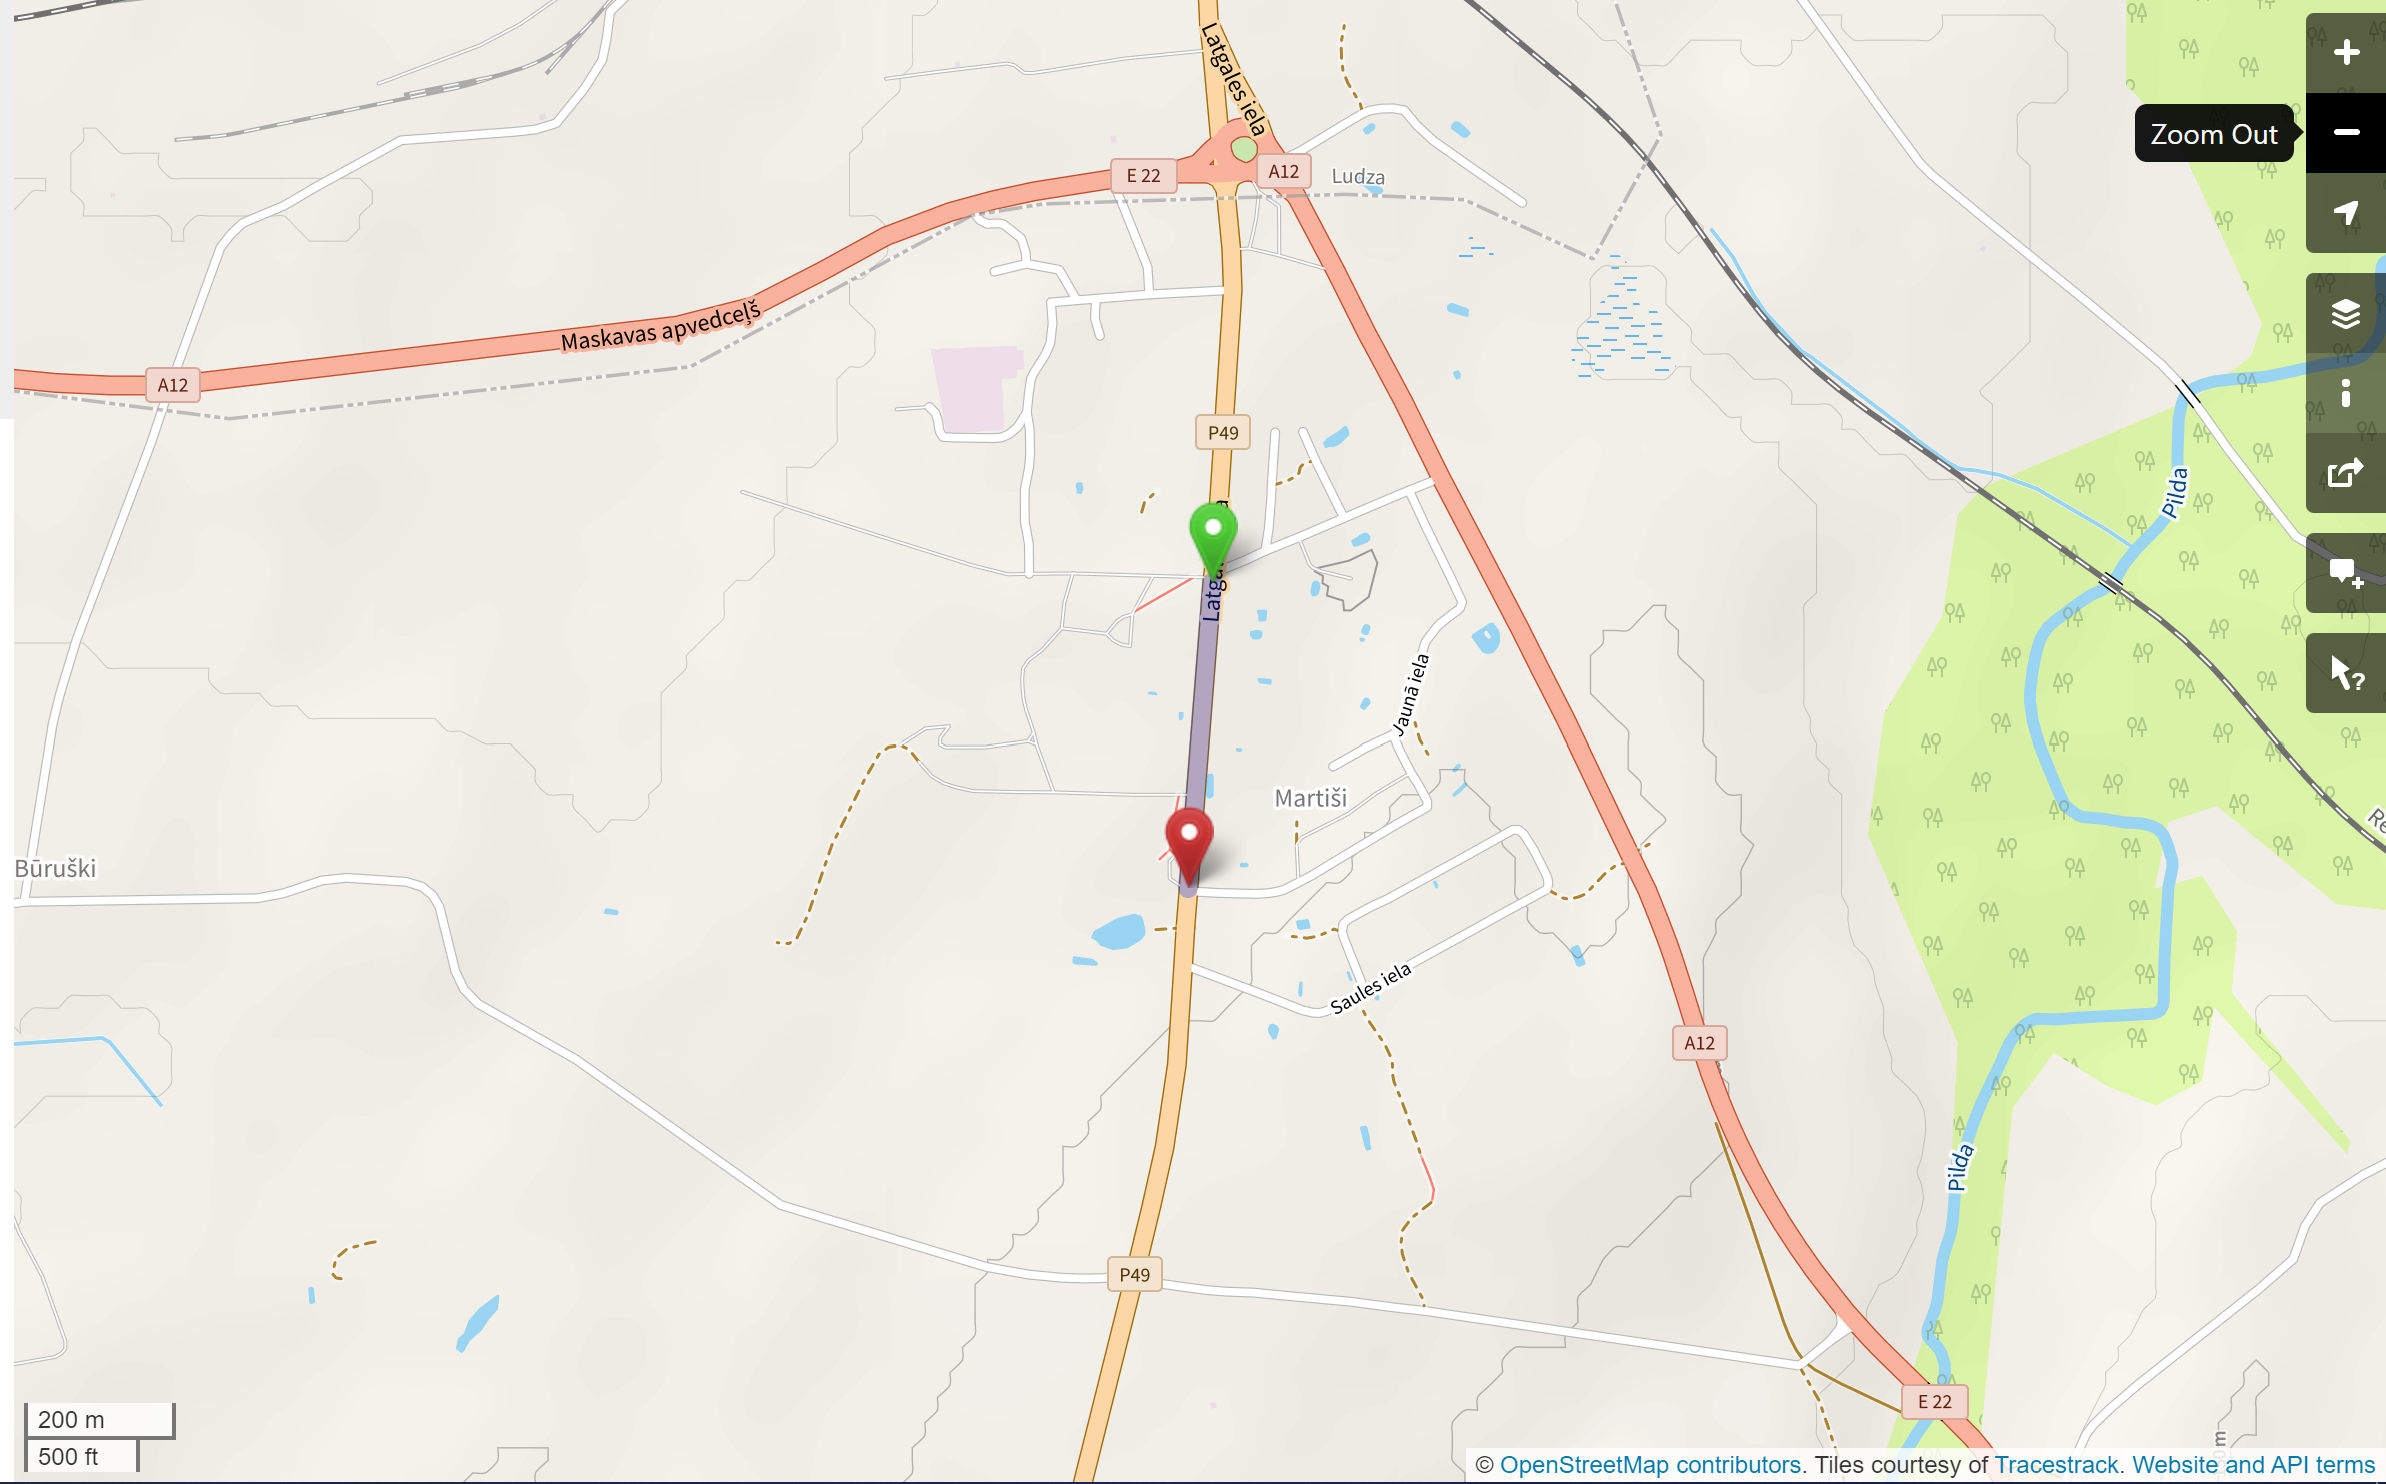 Latgales iela
Zoom Out
E 22
A12
Ludza
Maskavas apvedceļš
A12
P49
Pilda
Jaunā iela
Martiši
Būruški
Saules iela
A12
Pilda
P49
E 22
200 m
500 ft
© OpenStreetMap contributors. Tiles courtesy of Tracestrack. Website and API terms